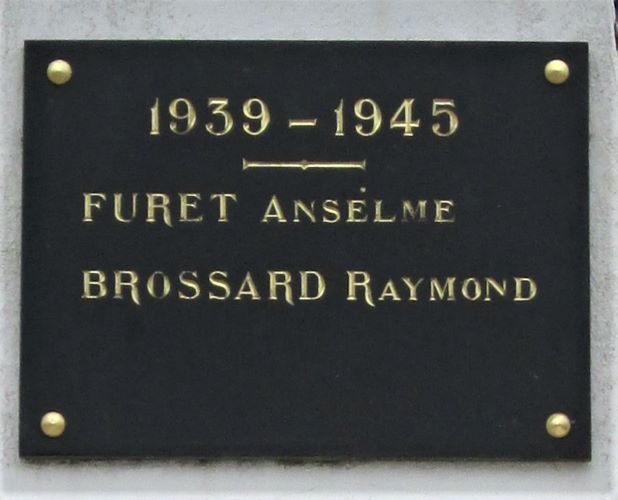 1939 - 1945
FURET ANSELME
BROSSARD RAYMOND